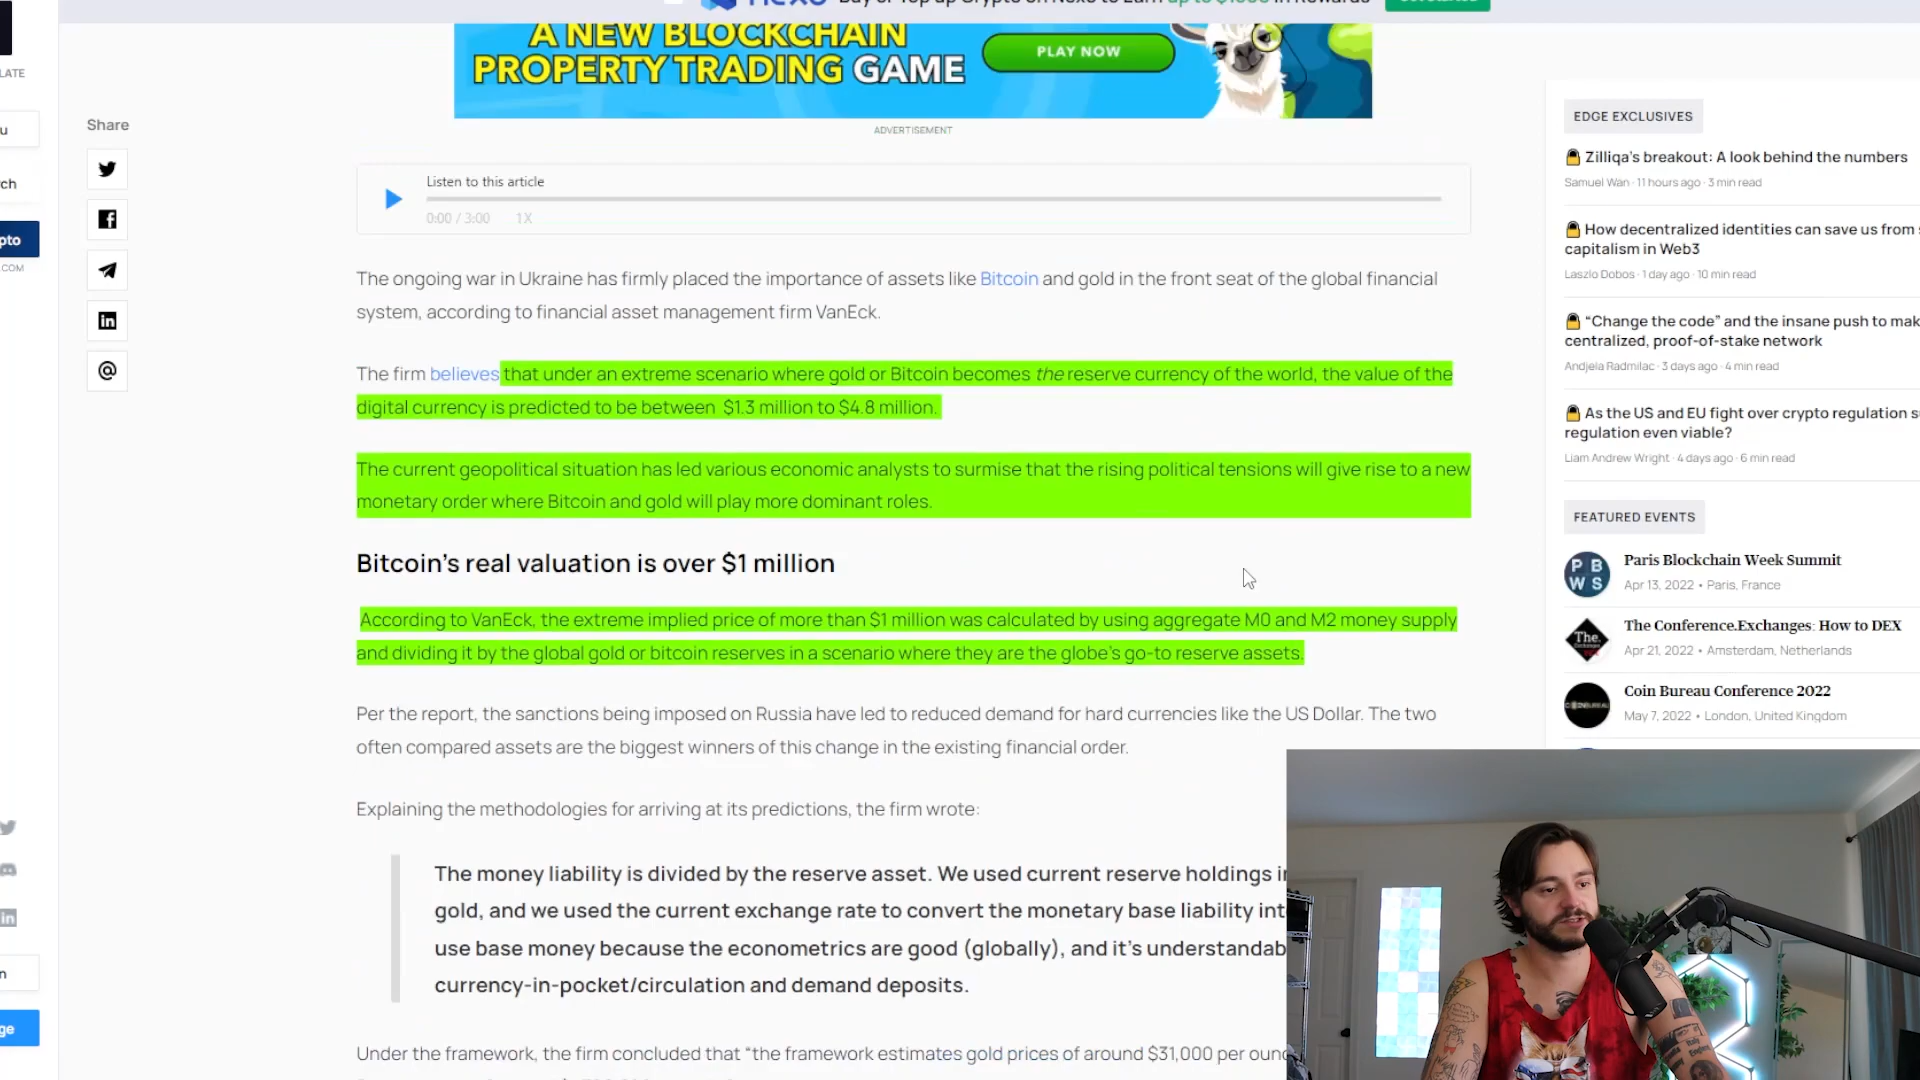 Buy or Top up Crypto on Nexo to Earn up to $1000 in Rewards
A NEW BLOCKCHAIN
PROPERTY TRADING GAME
PLAY NOW
ADVERTISEMENT
Share
Listen to this article
0:00 / 3:00 1X
The ongoing war in Ukraine has firmly placed the importance of assets like Bitcoin and gold in the front seat of the global financial
system, according to financial asset management firm VanEck.
The firm believes that under an extreme scenario where gold or Bitcoin becomes the reserve currency of the world, the value of the
digital currency is predicted to be between $1.3 million to $4.8 million.
The current geopolitical situation has led various economic analysts to surmise that the rising political tensions will give rise to a new
monetary order where Bitcoin and gold will play more dominant roles.
Bitcoin's real valuation is over $1 million
According to VanEck, the extreme implied price of more than $1 million was calculated by using aggregate M0 and M2 money supply
and dividing it by the global gold or bitcoin reserves in a scenario where they are the globe's go-to reserve assets.
Per the report, the sanctions being imposed on Russia have led to reduced demand for hard currencies like the US Dollar. The two
often compared assets are the biggest winners of this change in the existing financial order.
Explaining the methodologies for arriving at its predictions, the firm wrote:
The money liability is divided by the reserve asset. We used current reserve holdings
gold, and we used the current exchange rate to convert the monetary base liability
use base money because the econometrics are good (globally), and it's
currency-in-pocket/circulation and demand deposits.
Under the framework, the firm concluded that "the framework estimates gold prices of around $31,000 per
EDGE EXCLUSIVES
Zilliqa's breakout: A look behind the numbers
Samuel Wan · 11 hours ago · 3 min read
How decentralized identities can save us from
capitalism in Web3
Laszlo Dobos · 1 day ago · 10 min read
"Change the code" and the insane push to
centralized, proof-of-stake network
Andjela Radmilac · 3 days ago · 4 min read
As the US and EU fight over crypto regulation
regulation even viable?
Liam Andrew Wright · 4 days ago · 6 min read
FEATURED EVENTS
PB
WS
Paris Blockchain Week Summit
Apr 13, 2022 • Paris, France
The.
The Conference.Exchanges: How to DEX
Apr 21, 2022 • Amsterdam, Netherlands
Coin Bureau Conference 2022
May 7, 2022 • London, United Kingdom